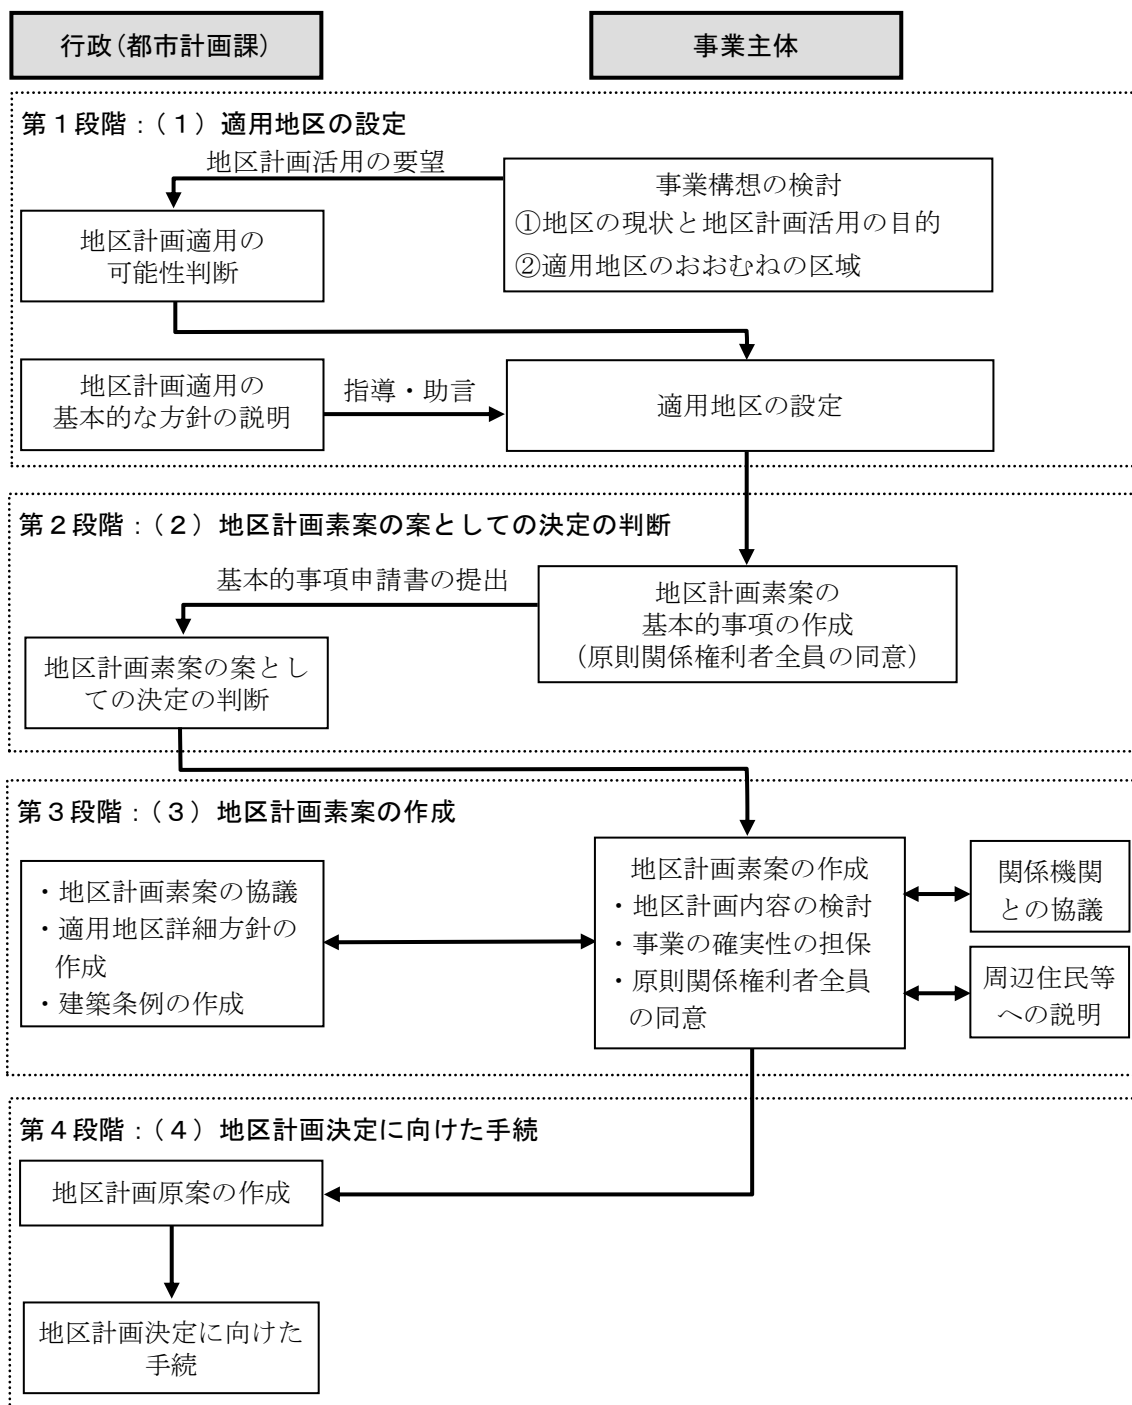 行政(都市計画課)
事業主体
第1段階:(1)適用地区の設定
地区計画活用の要望
事業構想の検討
①地区の現状と地区計画活用の目的
②適用地区のおおむねの区域
地区計画適用の
可能性判断
地区計画適用の
基本的な方針の説明
指導・助言
適用地区の設定
第2段階:(2)地区計画素案の案としての決定の判断
基本的事項申請書の提出
地区計画素案の
基本的事項の作成
(原則関係権利者全員の同意)
地区計画素案の案とし
ての決定の判断
第3段階:(3)地区計画素案の作成
・地区計画素案の協議
・適用地区詳細方針の
作成
・建築条例の作成
地区計画素案の作成
・地区計画内容の検討
・事業の確実性の担保
・原則関係権利者全員
の同意
関係機関
との協議
周辺住民等
への説明
第4段階:(4)地区計画決定に向けた手続
地区計画原案の作成
地区計画決定に向けた
手続